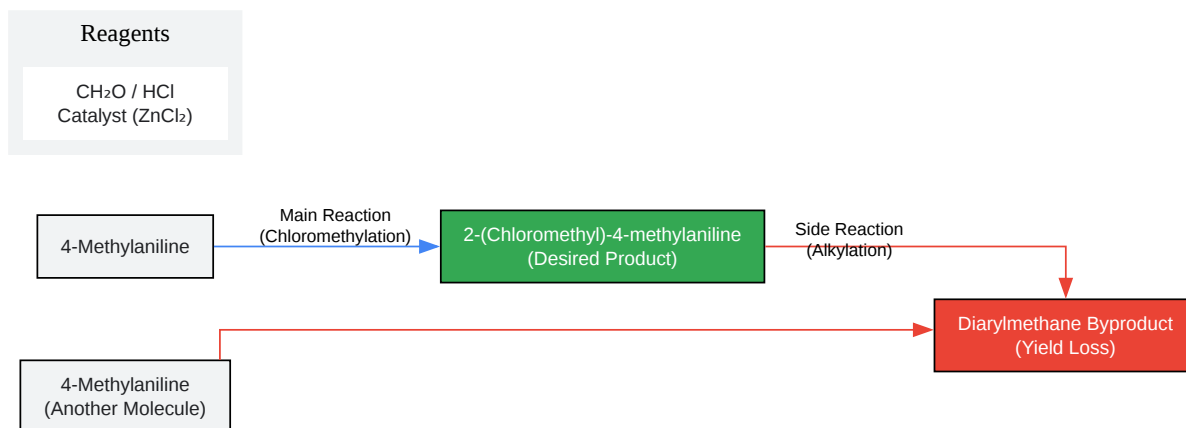 Reagents
CH₂O / HCl
Catalyst (ZnCl₂)
4-Methylaniline
Main Reaction
(Chloromethylation)
2-(Chloromethyl)-4-methylaniline
(Desired Product)
Side Reaction
(Alkylation)
Diarylmethane Byproduct
(Yield Loss)
4-Methylaniline
(Another Molecule)